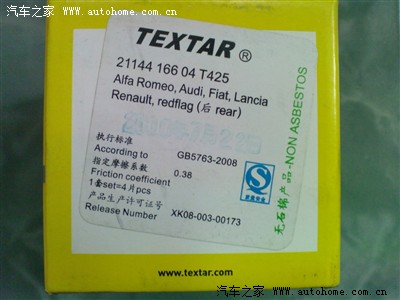 汽车之家
www.autohome.com.cn
TEXTAR ®
21144 166 04 T425
Alfa Romeo, Audi, Fiat, Lancia
Renault, redflag (后 rear)
执行标准
According to GB5763-2008
指定摩擦系数 0.38
Friction coefficient
1套set=4片pcs
产品生产许可证号
Release Number XK08-003-00173
无石棉产品-NON ASBESTOS
www.textar.com
汽车之家 www.autohome.com.cn